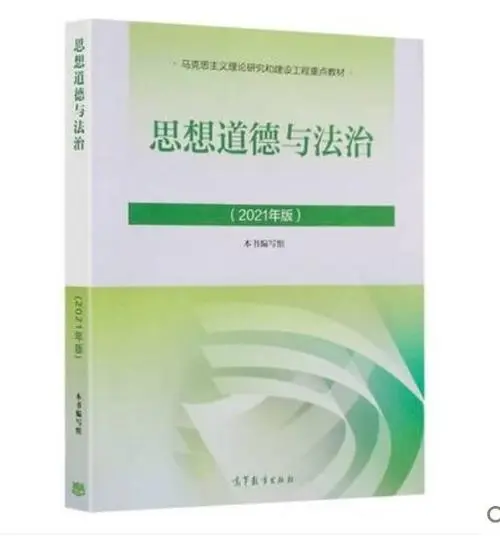 思想道德与法治
(2021年版)
本书编写组
· 马克思主义理论研究和建设工程重点教材 ·
思想道德与法治
(2021年版)
本书编写组
高等教育出版社